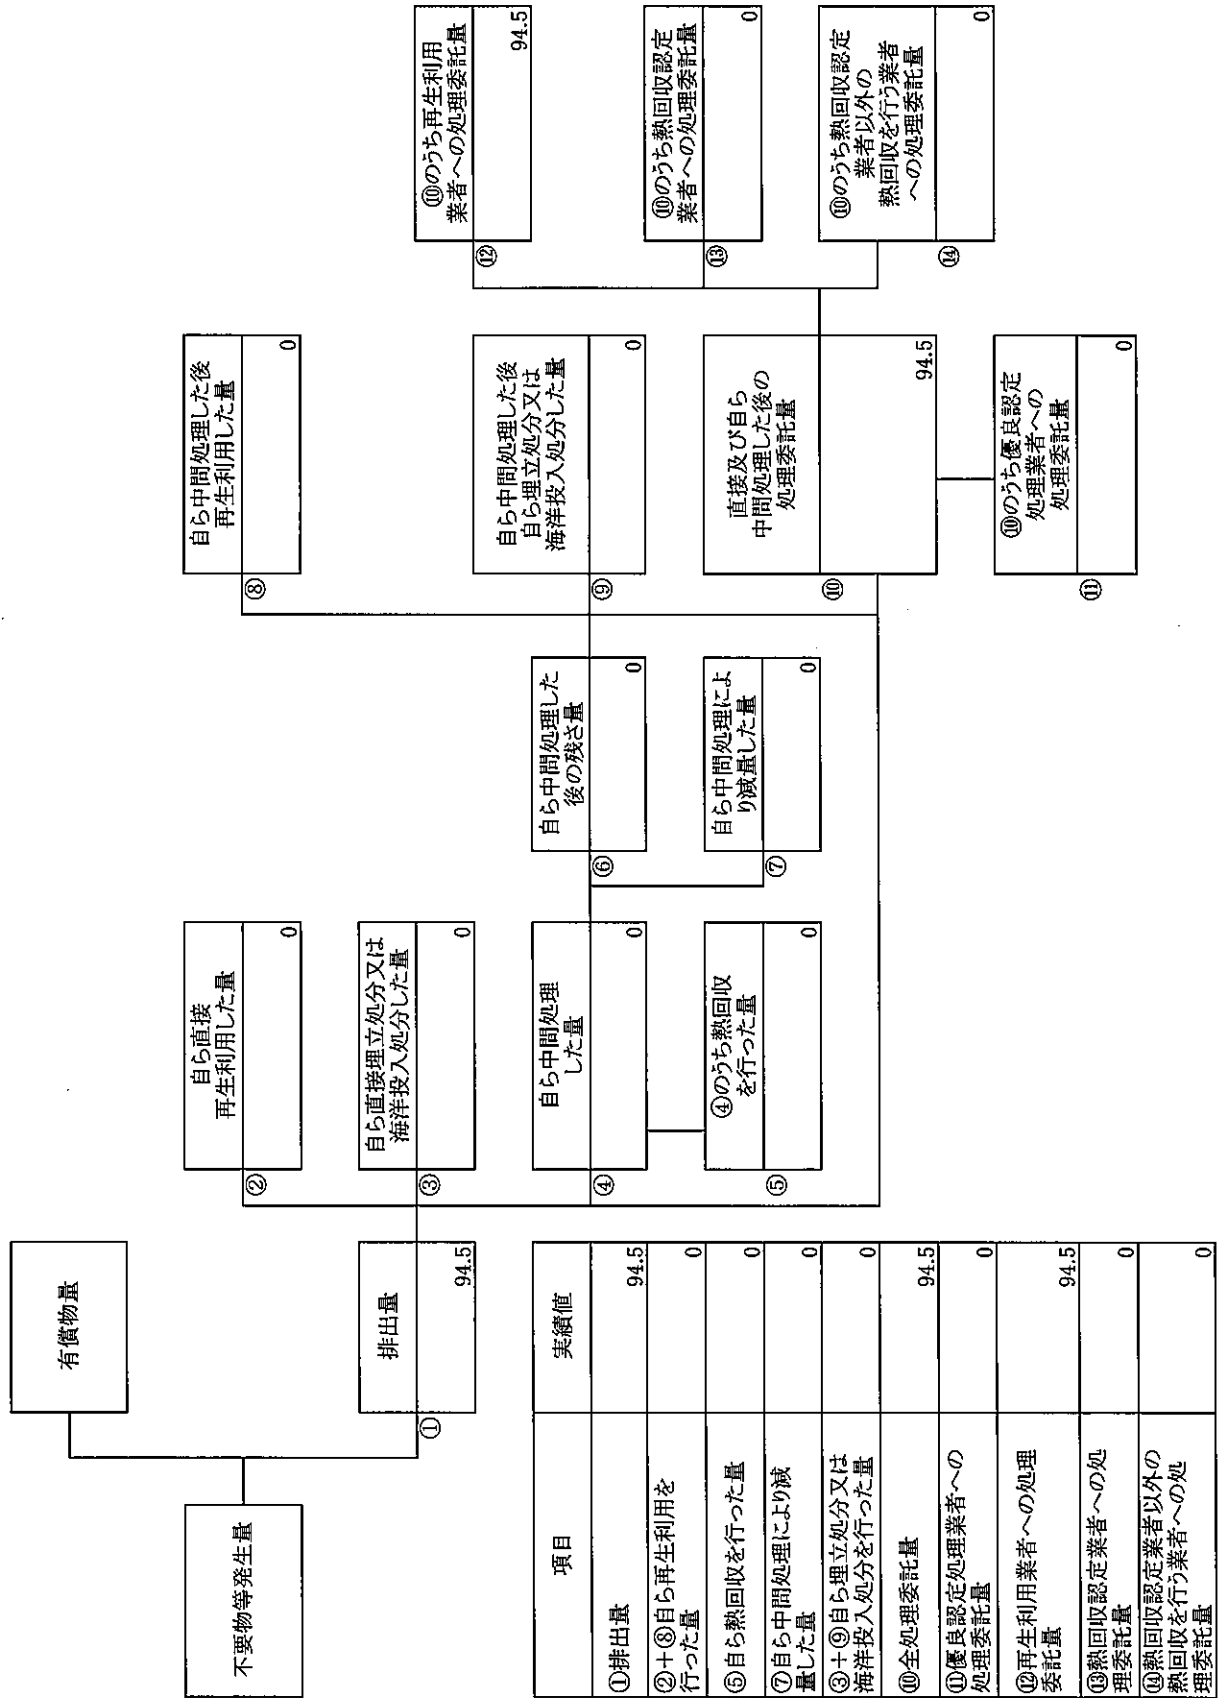 不要物等発生量
有償物量
①
排出量
94.5
②
自ら直接
再生利用した量
0
③
自ら直接埋立処分又は
海洋投入処分した量
0
④
自ら中間処理
した量
0
⑤
④のうち熱回収
を行った量
0
⑥
自ら中間処理した
後の残さ量
0
⑦
自ら中間処理によ
り減量した量
0
⑧
自ら中間処理した後
再生利用した量
0
⑨
自ら中間処理した後
自ら埋立処分又は
海洋投入処分した量
0
⑩
直接及び自ら
中間処理した後の
処理委託量
94.5
⑪
⑩のうち優良認定
処理業者への
処理委託量
0
⑫
⑩のうち再生利用
業者への処理委託量
94.5
⑬
⑩のうち熱回収認定
業者への処理委託量
0
⑭
⑩のうち熱回収認定
業者以外の
熱回収を行う業者
への処理委託量
0
項目 実績値
①排出量 94.5
②+⑧自ら再生利用を
行った量 0
⑤自ら熱回収を行った量 0
⑦自ら中間処理により減
量した量 0
③+⑨自ら埋立処分又は
海洋投入処分を行った量 0
⑩全処理委託量 94.5
⑪優良認定処理業者への
処理委託量 0
⑫再生利用業者への処理
委託量 94.5
⑬熱回収認定業者への処
理委託量 0
⑭熱回収認定業者以外の
熱回収を行う業者への処
理委託量 0